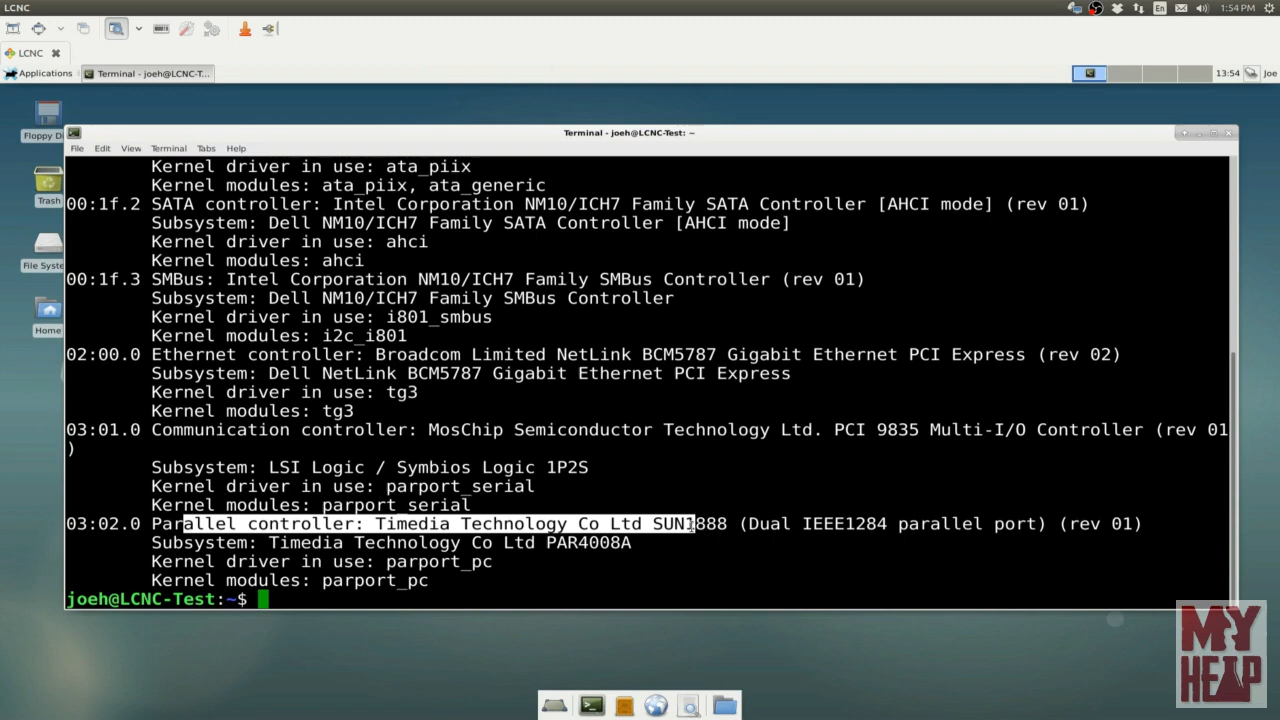 LCNC
En
1:54 PM
LCNC
Applications
Terminal - joeh@LCNC-T...
13:54
Joe
Floppy Di
Trash
File Syste
Home
Terminal - joeh@LCNC-Test: ~
File Edit View Terminal Tabs Help
Kernel driver in use: ata_piix
Kernel modules: ata_piix, ata_generic
00:1f.2 SATA controller: Intel Corporation NM10/ICH7 Family SATA Controller [AHCI mode] (rev 01)
Subsystem: Dell NM10/ICH7 Family SATA Controller [AHCI mode]
Kernel driver in use: ahci
Kernel modules: ahci
00:1f.3 SMBus: Intel Corporation NM10/ICH7 Family SMBus Controller (rev 01)
Subsystem: Dell NM10/ICH7 Family SMBus Controller
Kernel driver in use: i801_smbus
Kernel modules: i2c_i801
02:00.0 Ethernet controller: Broadcom Limited NetLink BCM5787 Gigabit Ethernet PCI Express (rev 02)
Subsystem: Dell NetLink BCM5787 Gigabit Ethernet PCI Express
Kernel driver in use: tg3
Kernel modules: tg3
03:01.0 Communication controller: MosChip Semiconductor Technology Ltd. PCI 9835 Multi-I/O Controller (rev 01
)
Subsystem: LSI Logic / Symbios Logic 1P2S
Kernel driver in use: parport_serial
Kernel modules: parport_serial
03:02.0 Parallel controller: Timedia Technology Co Ltd SUN1888 (Dual IEEE1284 parallel port) (rev 01)
Subsystem: Timedia Technology Co Ltd PAR4008A
Kernel driver in use: parport_pc
Kernel modules: parport_pc
joeh@LCNC-Test:~$
MY
HEAP